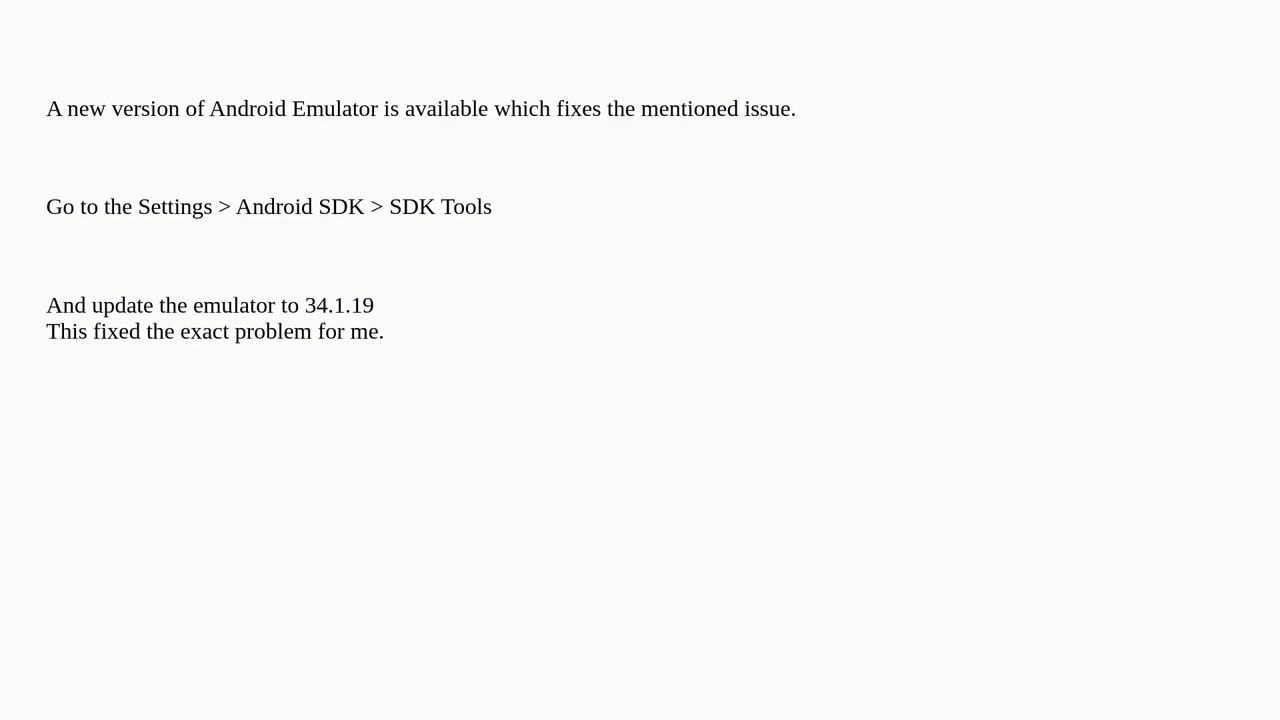 A new version of Android Emulator is available which fixes the mentioned issue.
Go to the Settings > Android SDK > SDK Tools
And update the emulator to 34.1.19
This fixed the exact problem for me.